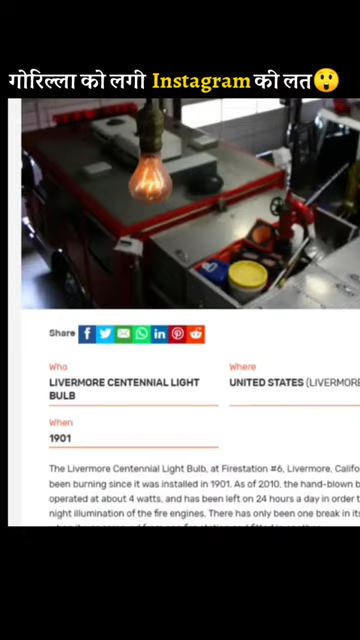 गोरिल्ला को लगी Instagram की लत😲
Share
Who
Where
LIVERMORE CENTENNIAL LIGHT BULB
UNITED STATES (LIVERMORE
When
1901
The Livermore Centennial Light Bulb, at Firestation #6, Livermore, Califo
been burning since it was installed in 1901. As of 2010, the hand-blown b
operated at about 4 watts, and has been left on 24 hours a day in order t
night illumination of the fire engines. There has only been one break in its